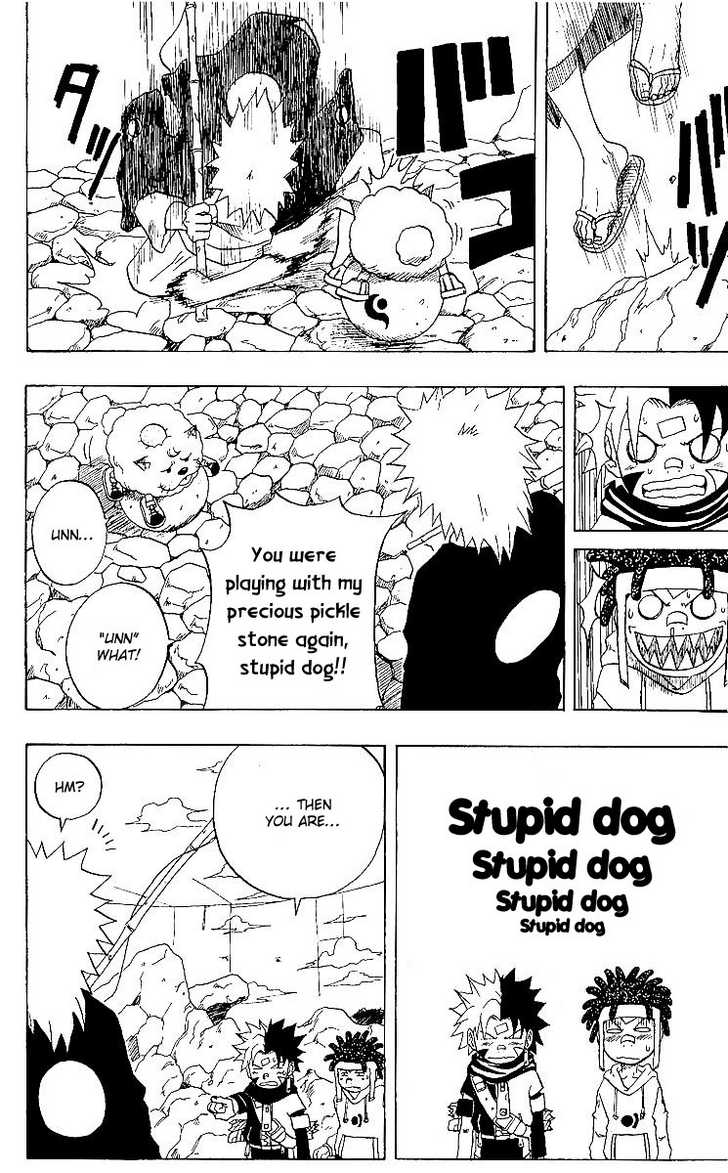 バコ
タッ
You were
playing with my
precious pickle
stone again,
stupid dog!!
UNN...
"UNN"
WHAT!
Stupid dog
Stupid dog
Stupid dog
Stupid dog
... THEN
YOU ARE...
HM?